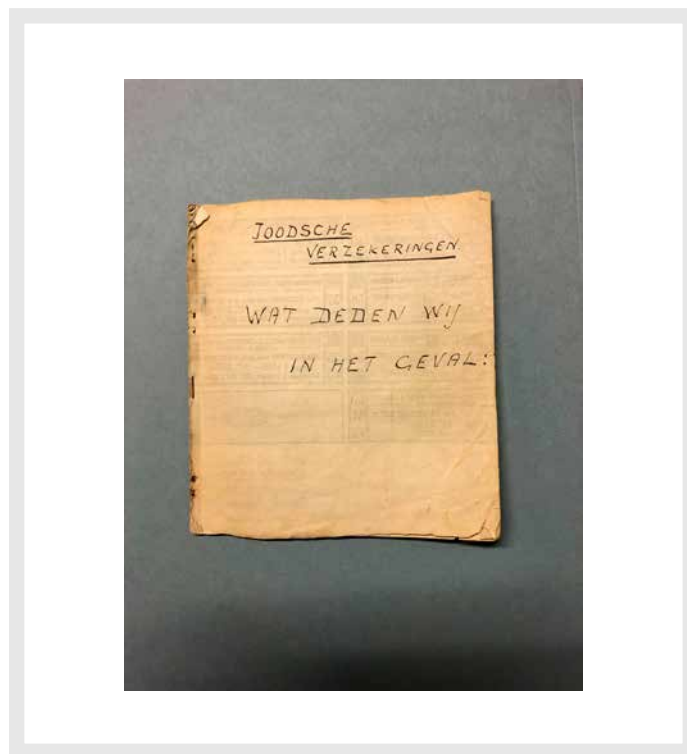 JOODSCHE
VERZEKERINGEN.
WAT DEDEN WIJ
IN HET GEVAL: